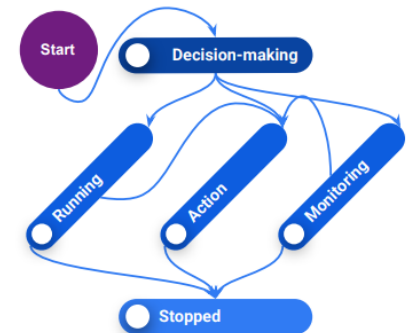 Start
Decision-making
Running
Action
Monitoring
Stopped